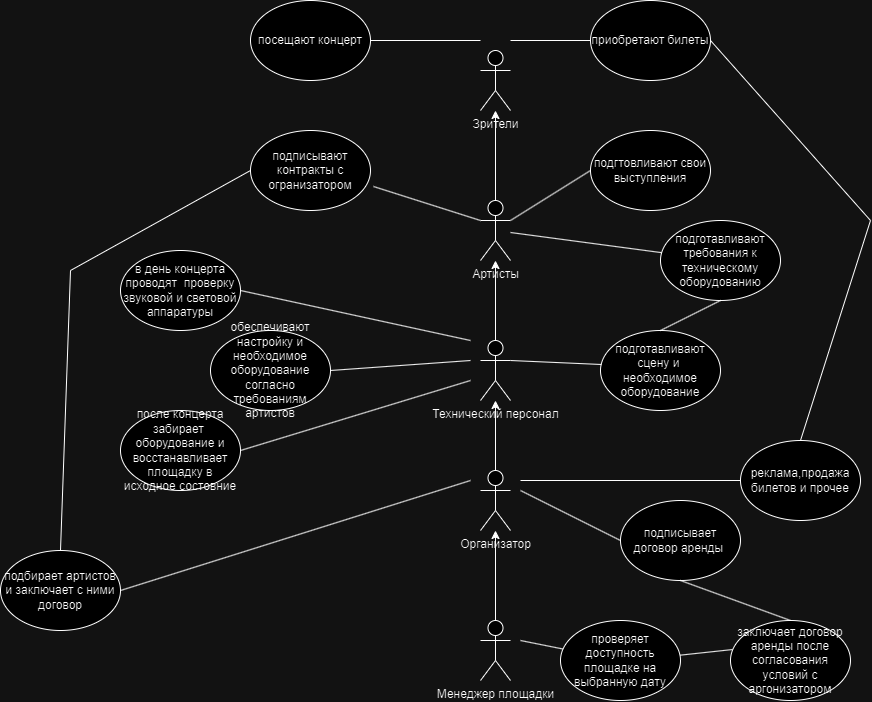 посещают концерт
приобретают билеты
Зрители
подписывают
контракты с
огранизатором
подгтовливают свои
выступления
Артисты
подготавливают
требования к
техническому
оборудованию
в день концерта
проводят  проверку
звуковой и световой
аппаратуры
обеспечивают
настройку и
необходимое
оборудование
согласно
требованиям
артистов
подготавливают
сцену и
необходимое
оборудование
Технический персонал
после концерта
забирает
оборудование и
восстанавливает
площадку в
исходное состовние
реклама,продажа
билетов и прочее
Организатор
подписывает
договор аренды
подбирает артистов
и заключает с ними
договор
Менеджер площадки
проверяет
доступность
площадке на
выбранную дату
заключает договор
аренды после
согласования
условий с
аргонизатором